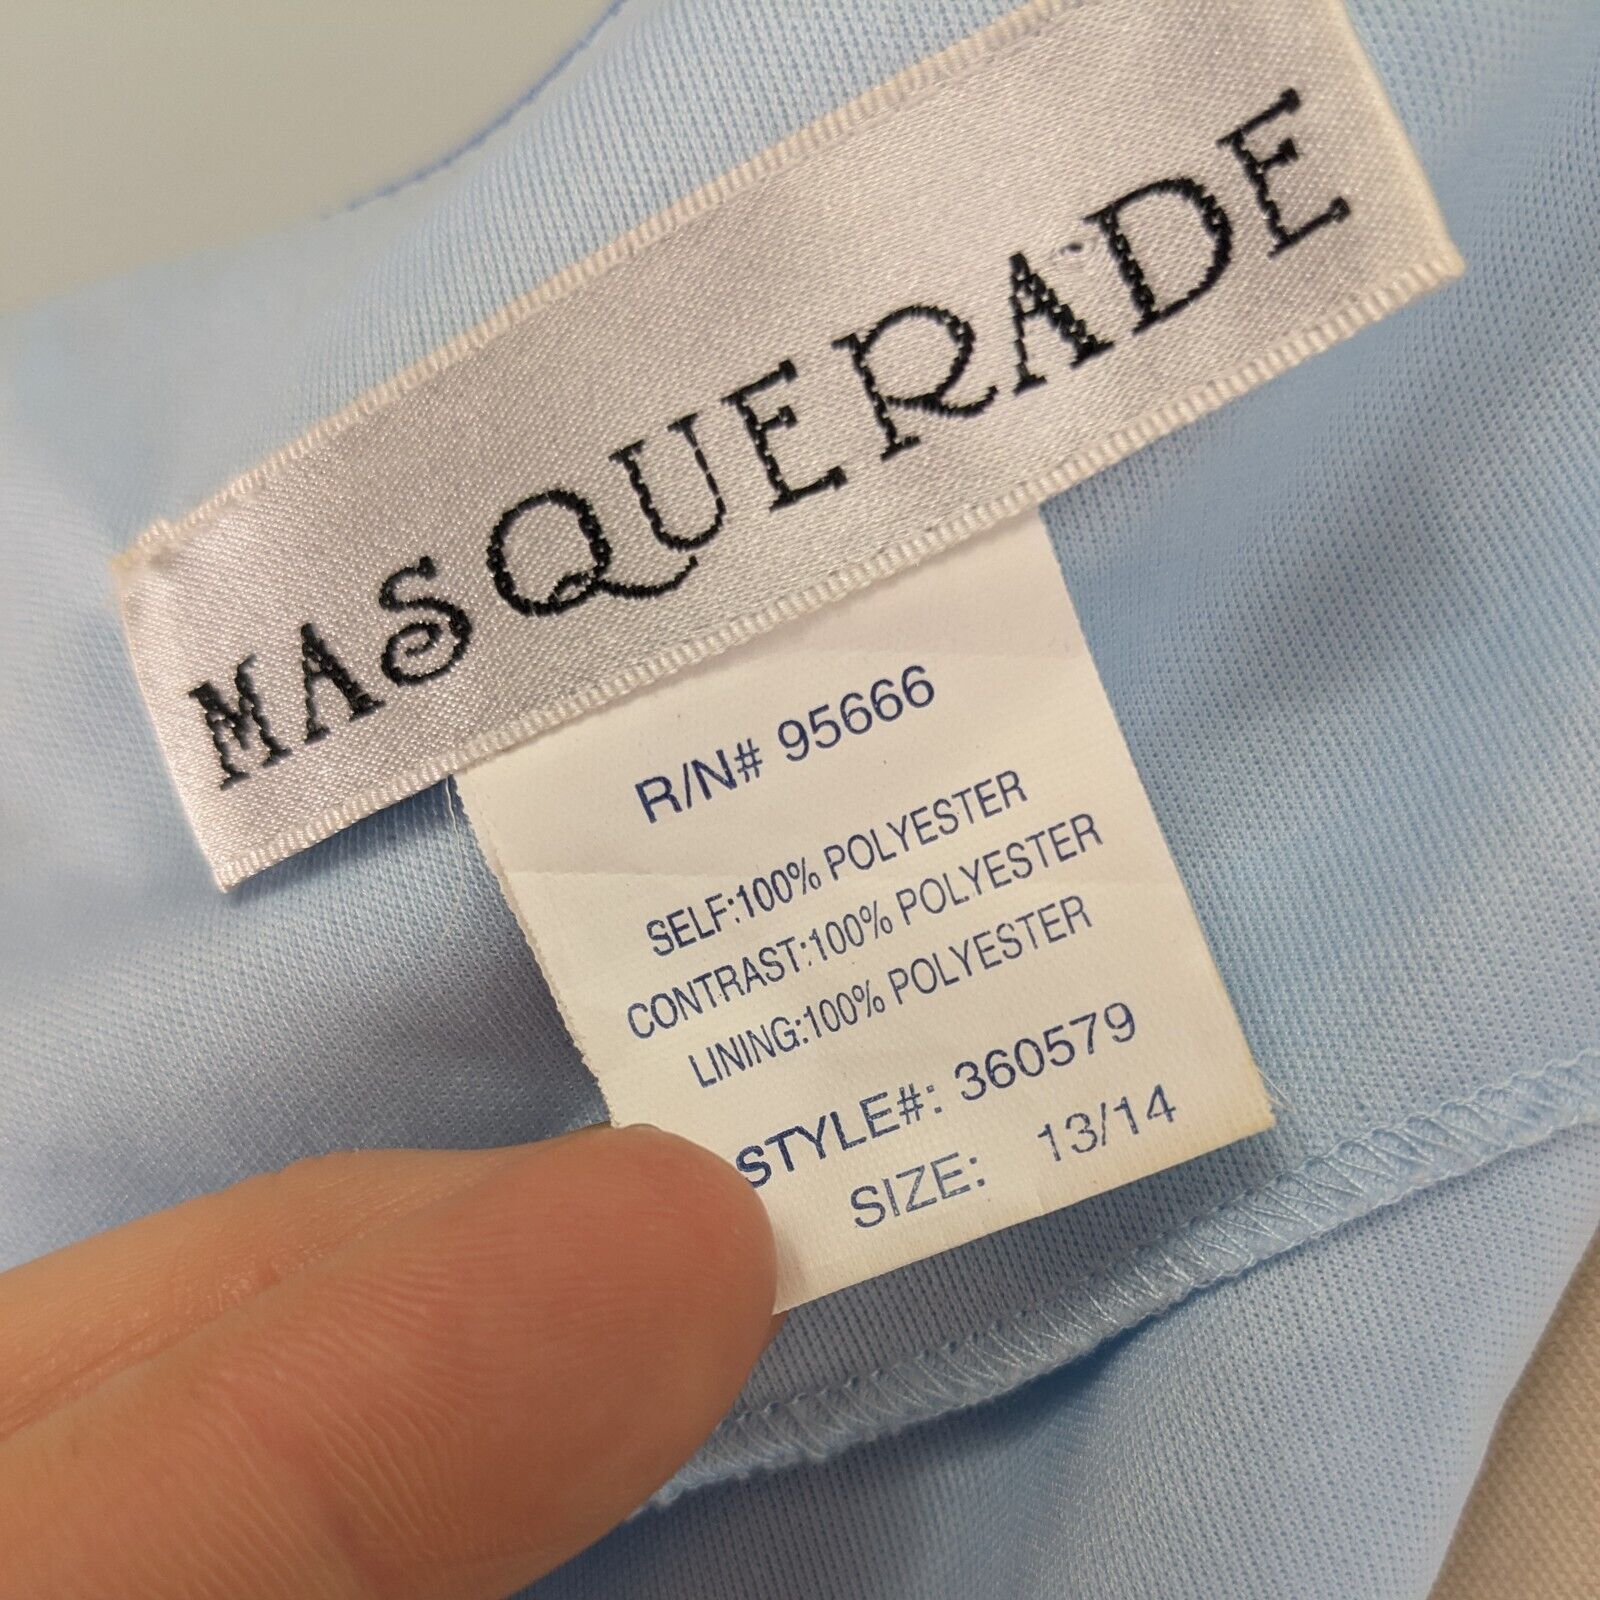 MASQUERADE
R/N# 95666
SELF:100% POLYESTER
CONTRAST:100% POLYESTER
LINING:100% POLYESTER
STYLE#: 360579
SIZE: 13/14